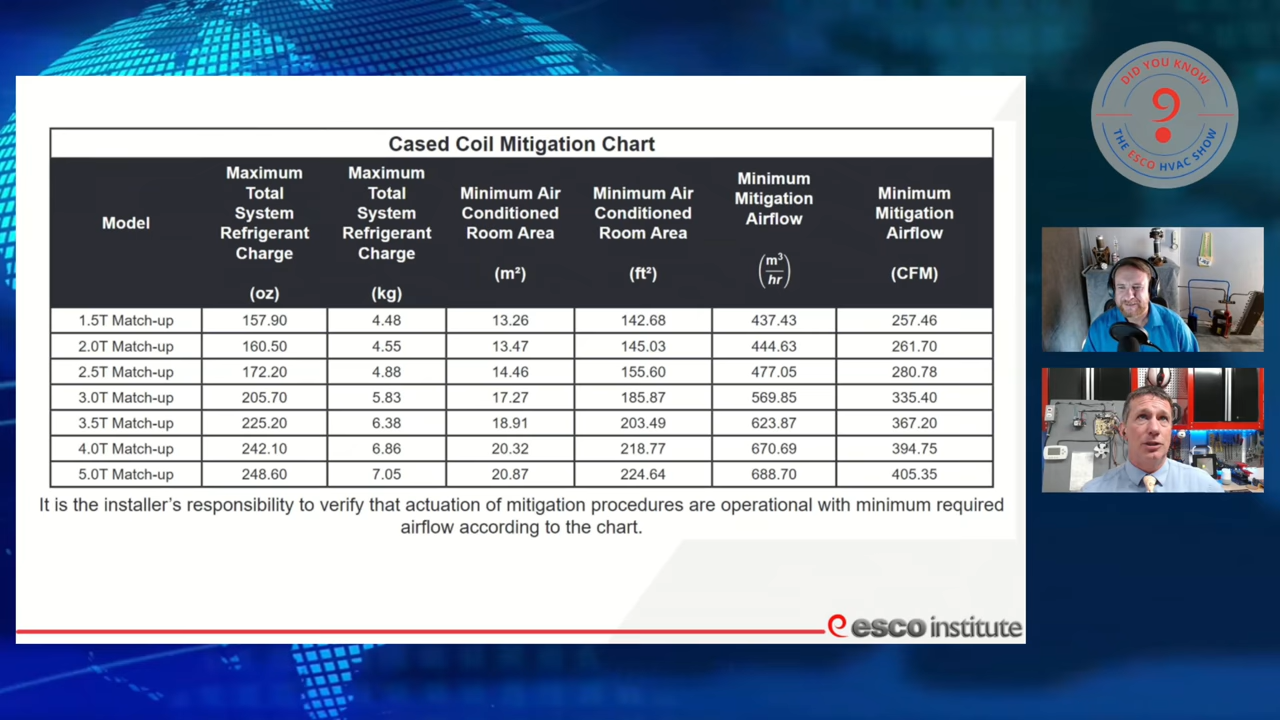 Cased Coil Mitigation Chart
Model
Maximum
Total
System
Refrigerant
Charge
(oz)
Maximum
Total
System
Refrigerant
Charge
(kg)
Minimum Air
Conditioned
Room Area
(m²)
Minimum Air
Conditioned
Room Area
(ft²)
Minimum
Mitigation
Airflow
(m³/hr)
Minimum
Mitigation
Airflow
(CFM)
1.5T Match-up 157.90 4.48 13.26 142.68 437.43 257.46
2.0T Match-up 160.50 4.55 13.47 145.03 444.63 261.70
2.5T Match-up 172.20 4.88 14.46 155.60 477.05 280.78
3.0T Match-up 205.70 5.83 17.27 185.87 569.85 335.40
3.5T Match-up 225.20 6.38 18.91 203.49 623.87 367.20
4.0T Match-up 242.10 6.86 20.32 218.77 670.69 394.75
5.0T Match-up 248.60 7.05 20.87 224.64 688.70 405.35
It is the installer's responsibility to verify that actuation of mitigation procedures are operational with minimum required
airflow according to the chart.
esco institute
DID YOU KNOW
?
THE ESCO HVAC SHOW